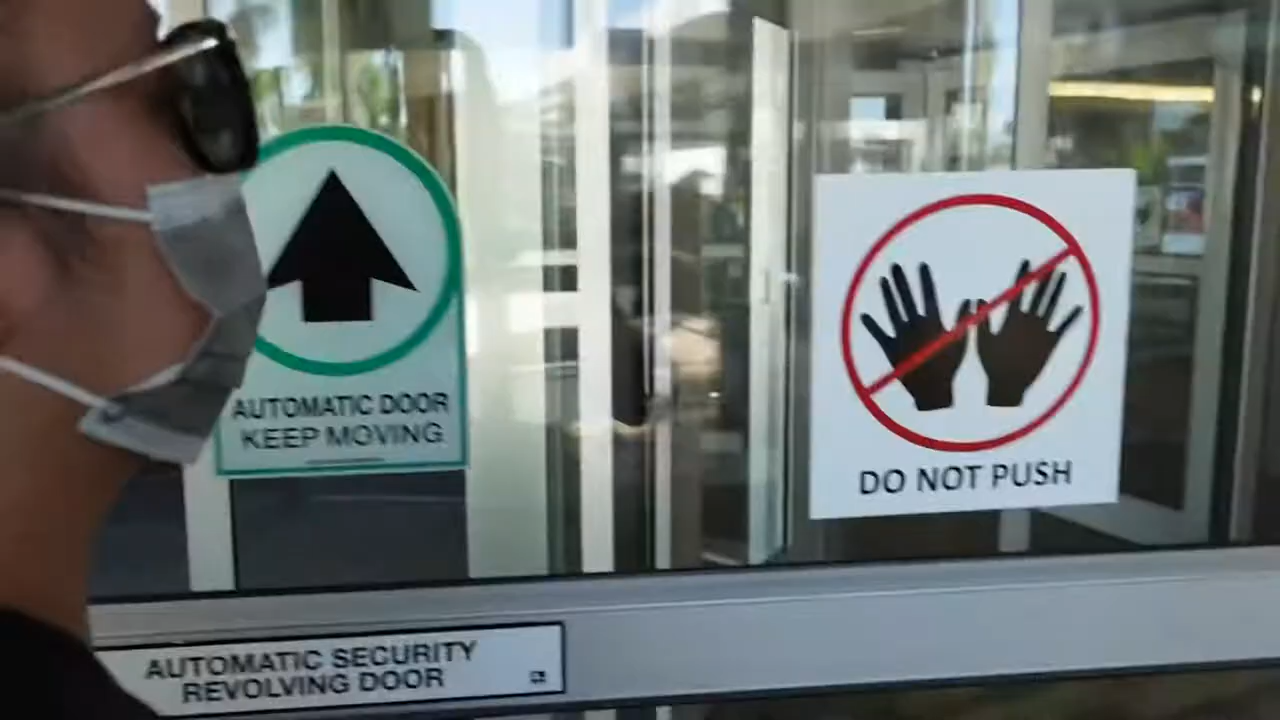 AUTOMATIC DOOR
KEEP MOVING
DO NOT PUSH
AUTOMATIC SECURITY
REVOLVING DOOR